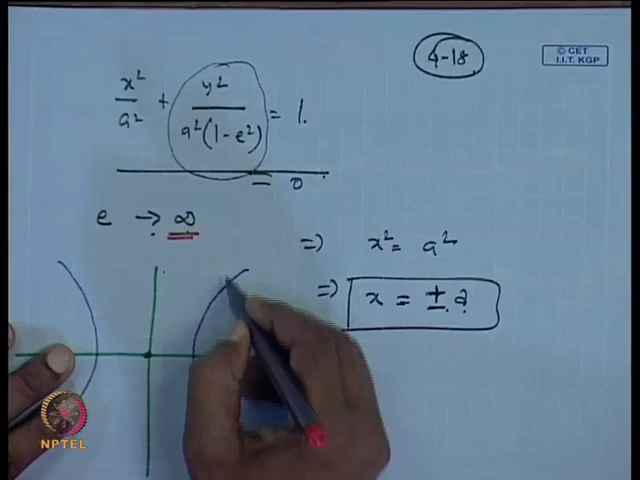 4-18
© CET
I.I.T. KGP
x²/a² + y²/a²(1-e²) = 1.
= 0
e → ∞
=) x² = a²
=) x = ± a
NPTEL